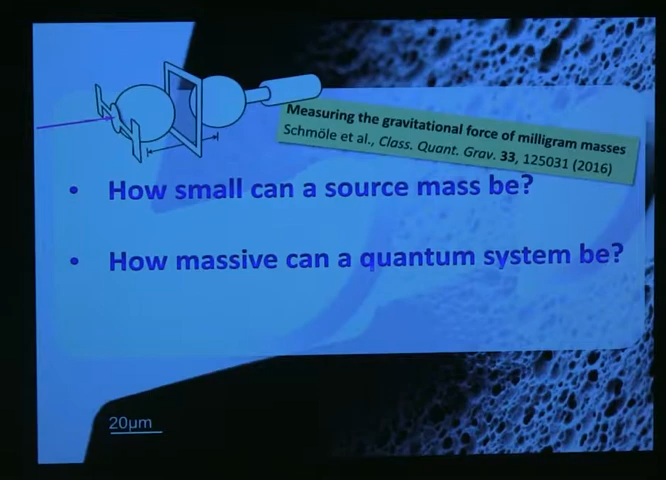 Measuring the gravitational force of milligram masses
Schmöle et al., Class. Quant. Grav. 33, 125031 (2016)
• How small can a source mass be?
• How massive can a quantum system be?
20µm